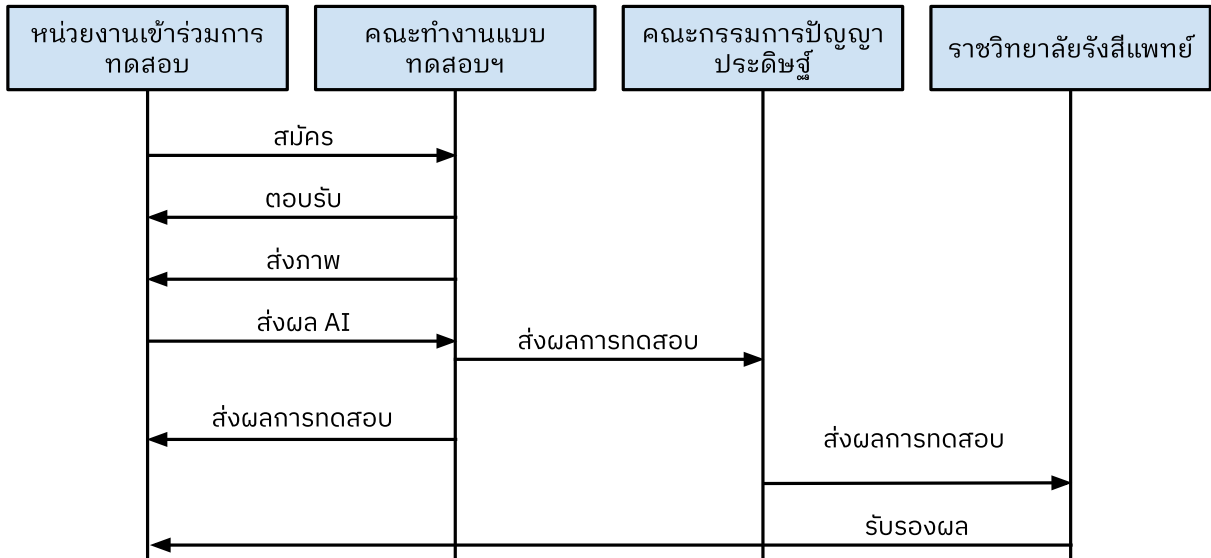 หน่วยงานเข้าร่วมการ
ทดสอบ
คณะทำงานแบบ
ทดสอบฯ
คณะกรรมการปัญญา
ประดิษฐ์
ราชวิทยาลัยรังสีแพทย์
สมัคร
ตอบรับ
ส่งภาพ
ส่งผล AI
ส่งผลการทดสอบ
ส่งผลการทดสอบ
ส่งผลการทดสอบ
รับรองผล